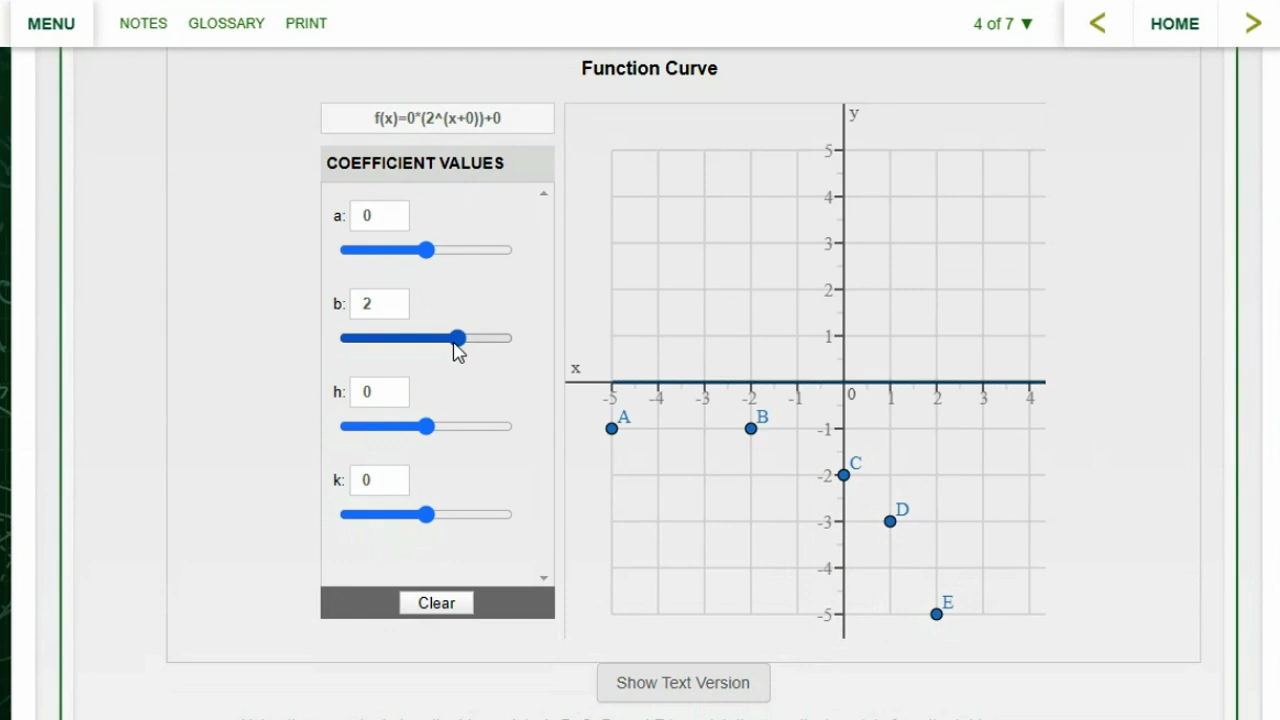 MENU NOTES GLOSSARY PRINT 4 of 7 ▼ < HOME >
Function Curve
f(x)=0*(2^(x+0))+0
COEFFICIENT VALUES
a: 0
b: 2
h: 0
k: 0
Clear
y
5
4
3
2
1
x
-5 -4 -3 -2 -1 0 1 2 3 4
A B
-1
C
-2
D
-3
-4
E
-5
Show Text Version